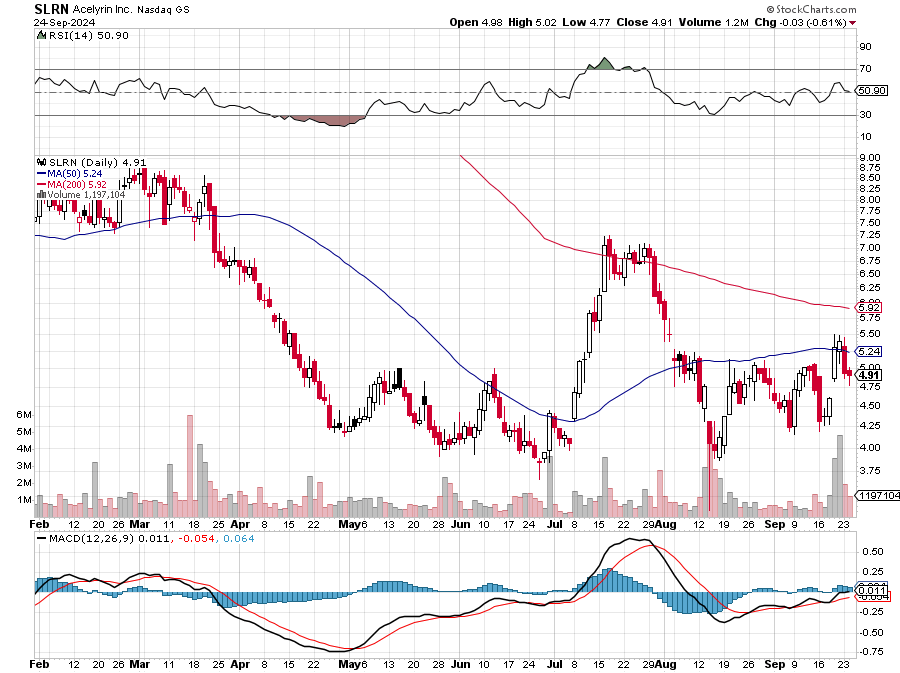 SLRN Acelyrin Inc. Nasdaq GS
© StockCharts.com
24-Sep-2024
Open 4.98 High 5.02 Low 4.77 Close 4.91 Volume 1.2M Chg -0.03 (-0.61%)
RSI(14) 50.90
90
70
50.90
30
10
SLRN (Daily) 4.91
MA(50) 5.24
MA(200) 5.92
Volume 1,197,104
9.00
8.75
8.50
8.25
8.00
7.75
7.50
7.25
7.00
6.75
6.50
6.25
5.92
5.75
5.50
5.24
5.00
4.91
4.75
4.50
4.25
4.00
3.75
1197104
6M
5M
4M
3M
2M
1M
Feb 12 20 26 Mar 11 18 25 Apr 8 15 22 May 6 13 20 28 Jun 10 17 24 Jul 8 15 22 29 Aug 12 19 26 Sep 9 16 23
MACD(12,26,9) 0.011, -0.054, 0.064
0.50
0.25
0.011
-0.25
-0.50
-0.75
Feb 12 20 26 Mar 11 18 25 Apr 8 15 22 May 6 13 20 28 Jun 10 17 24 Jul 8 15 22 29 Aug 12 19 26 Sep 9 16 23